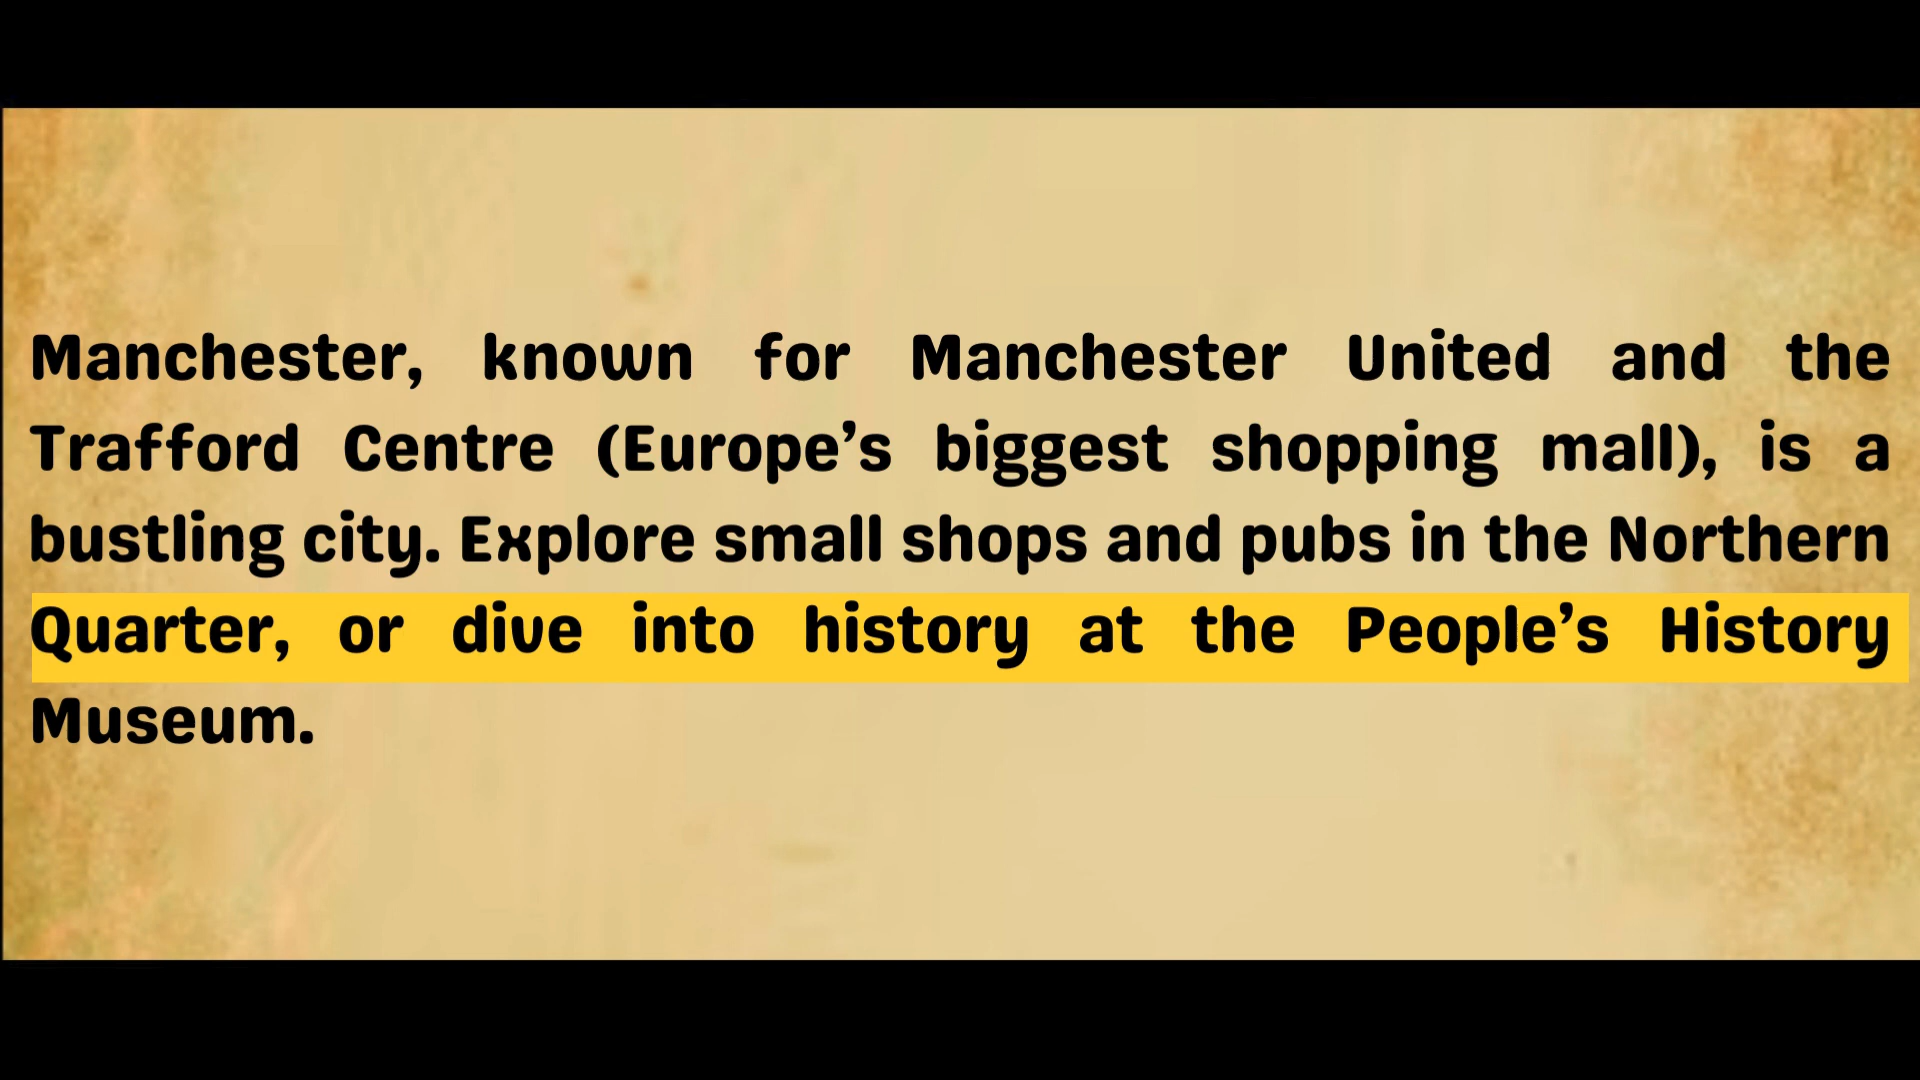 Manchester, known for Manchester United and the
Trafford Centre (Europe’s biggest shopping mall), is a
bustling city. Explore small shops and pubs in the Northern
Quarter, or dive into history at the People’s History
Museum.